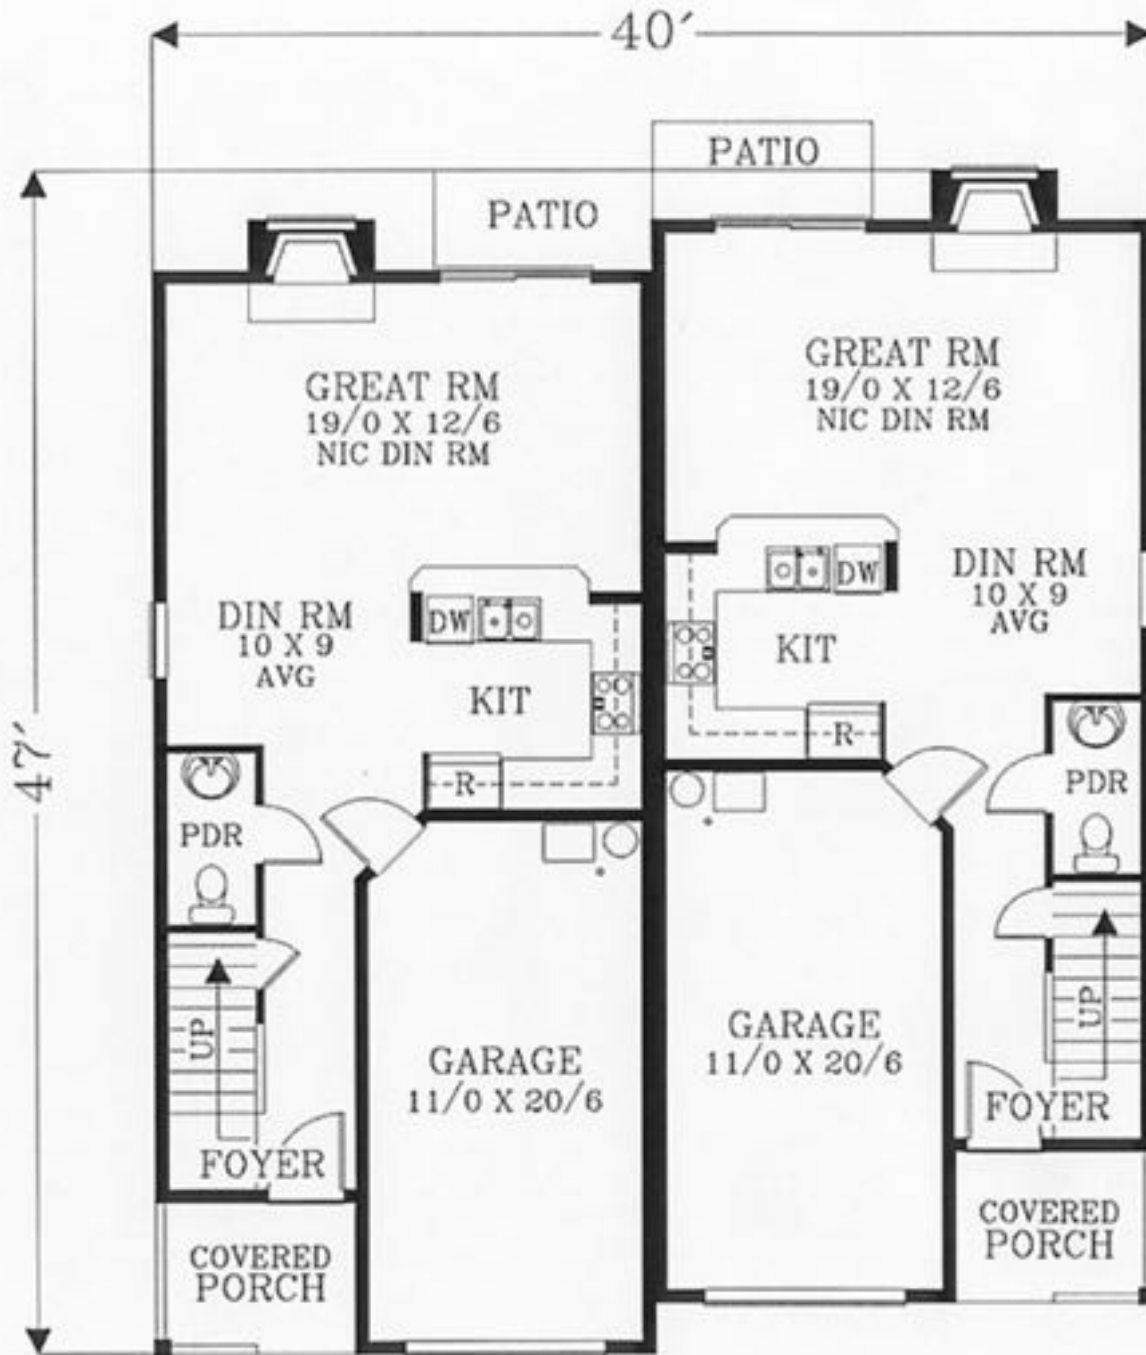 40′
PATIO
PATIO
GREAT RM
19/0 X 12/6
NIC DIN RM
GREAT RM
19/0 X 12/6
NIC DIN RM
DIN RM
10 X 9
AVG
DW
KIT
R
DW
KIT
R
DIN RM
10 X 9
AVG
47′
PDR
PDR
UP
FOYER
GARAGE
11/0 X 20/6
GARAGE
11/0 X 20/6
UP
FOYER
COVERED
PORCH
COVERED
PORCH